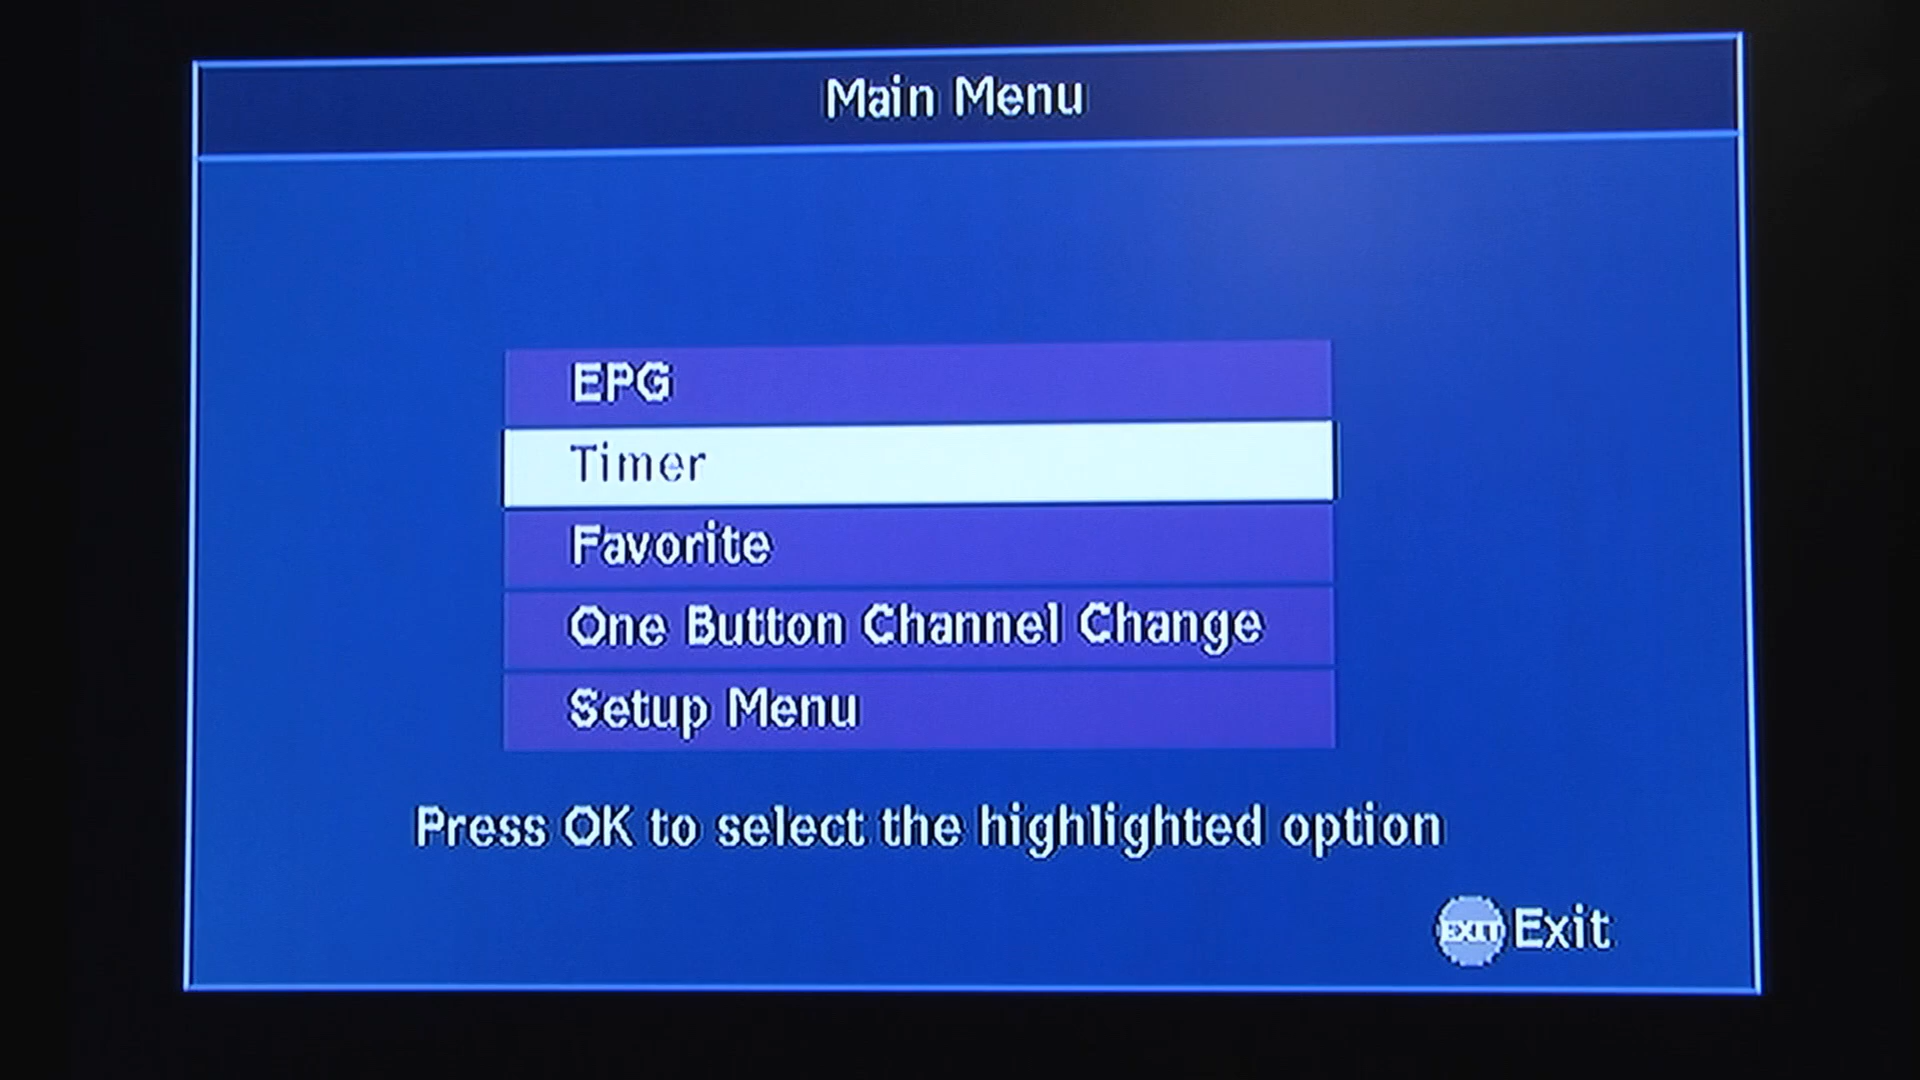 Main Menu
EPG
Timer
Favorite
One Button Channel Change
Setup Menu
Press OK to select the highlighted option
EXIT Exit